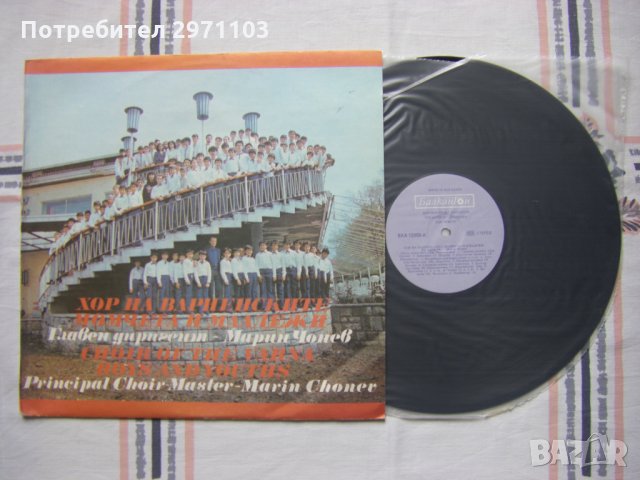 Потребител 2971103
ХОР НА ВАРНЕНСКИТЕ
МОМЧЕТА И МЛАДЕЖИ
Главен диригент - Марин Чонев
CHOIR OF THE VARNA
BOYS AND YOUTHS
Principal Choir-Master-Marin Chonev
Балкантон
BAZAR